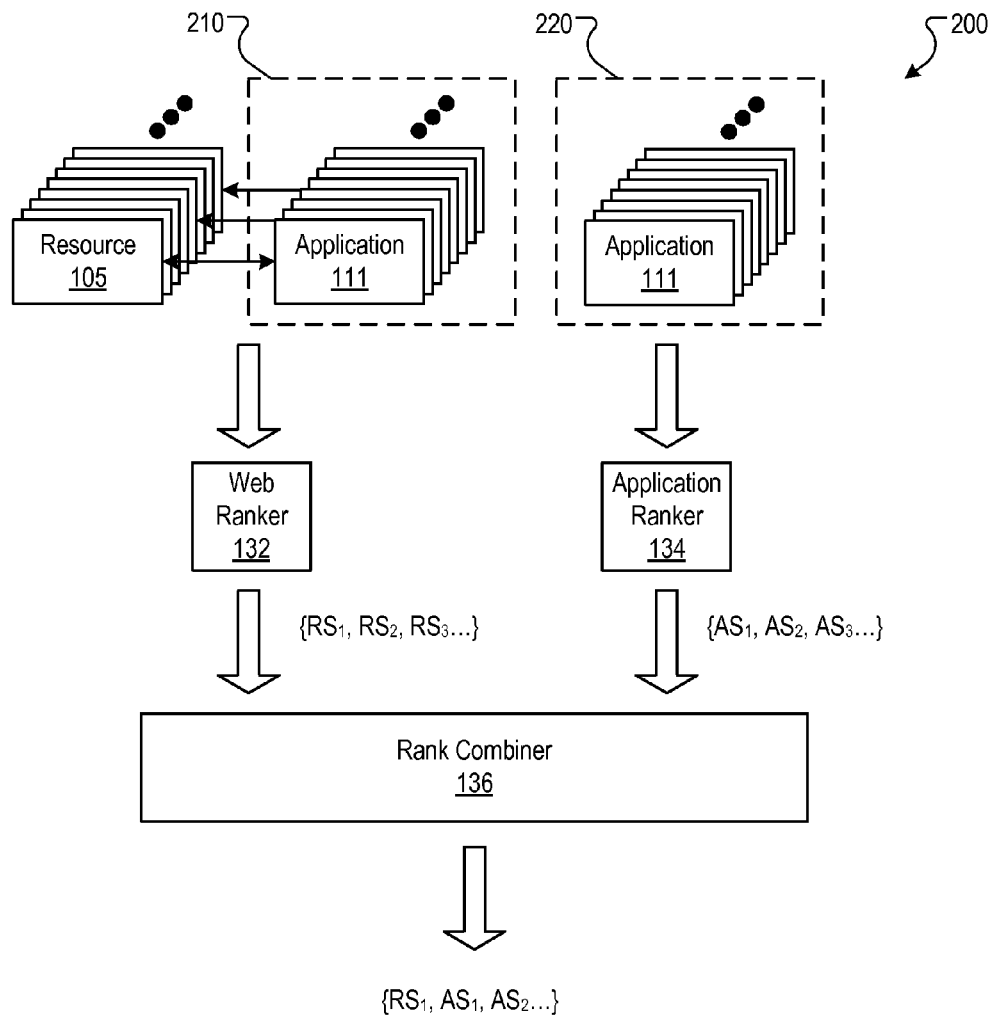 210
220
200
Resource
105
Application
111
Application
111
Web
Ranker
132
Application
Ranker
134
{RS₁, RS₂, RS₃...}
{AS₁, AS₂, AS₃...}
Rank Combiner
136
{RS₁, AS₁, AS₂...}